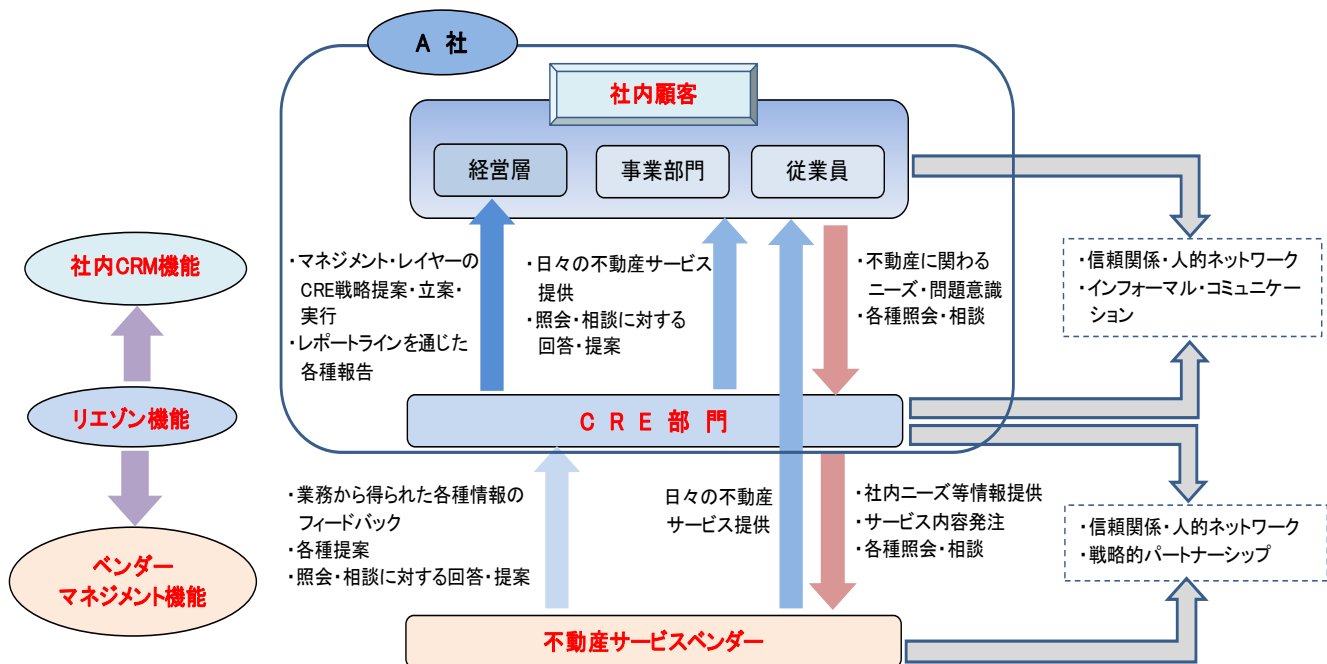 A 社
社内顧客
経営層
事業部門
従業員
・マネジメント・レイヤーの
CRE戦略提案・立案・
実行
・レポートラインを通じた
各種報告
・日々の不動産サービス
提供
・照会・相談に対する
回答・提案
・不動産に関わる
ニーズ・問題意識
・各種照会・相談
・信頼関係・人的ネットワーク
・インフォーマル・コミュニケー
ション
社内CRM機能
リエゾン機能
ベンダー
マネジメント機能
C R E 部 門
・業務から得られた各種情報の
フィードバック
・各種提案
・照会・相談に対する回答・提案
日々の不動産
サービス提供
・社内ニーズ等情報提供
・サービス内容発注
・各種照会・相談
・信頼関係・人的ネットワーク
・戦略的パートナーシップ
不動産サービスベンダー